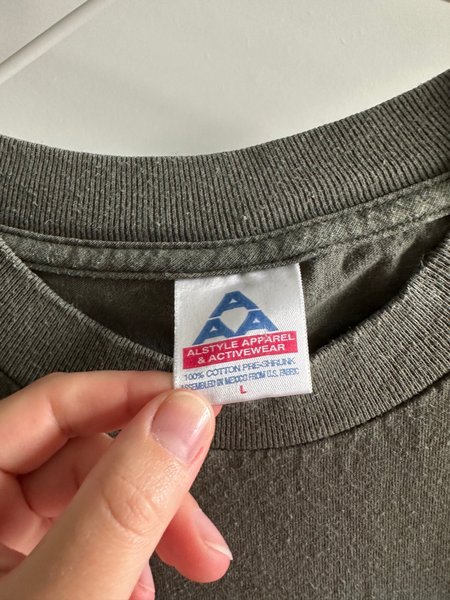 A
A A
ALSTYLE APPAREL
& ACTIVEWEAR
100% COTTON PRE-SHRUNK
ASSEMBLED IN MEXICO FROM U.S. FABRIC
L